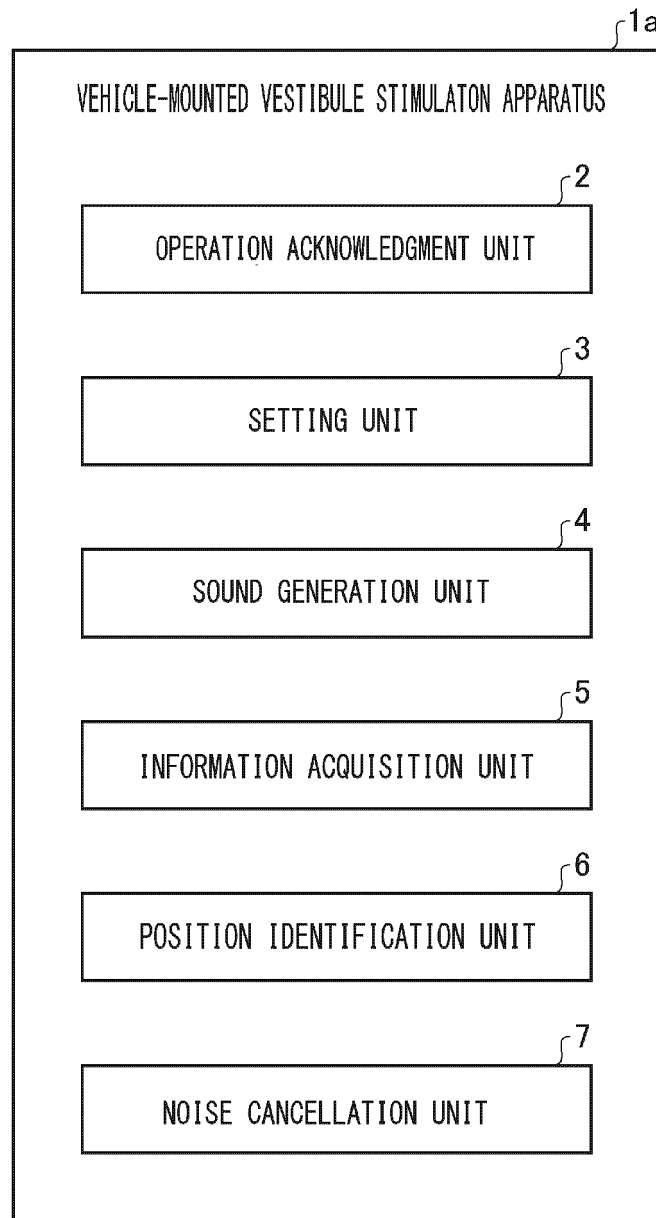 1a
VEHICLE-MOUNTED VESTIBULE STIMULATON APPARATUS
2
OPERATION ACKNOWLEDGMENT UNIT
3
SETTING UNIT
4
SOUND GENERATION UNIT
5
INFORMATION ACQUISITION UNIT
6
POSITION IDENTIFICATION UNIT
7
NOISE CANCELLATION UNIT